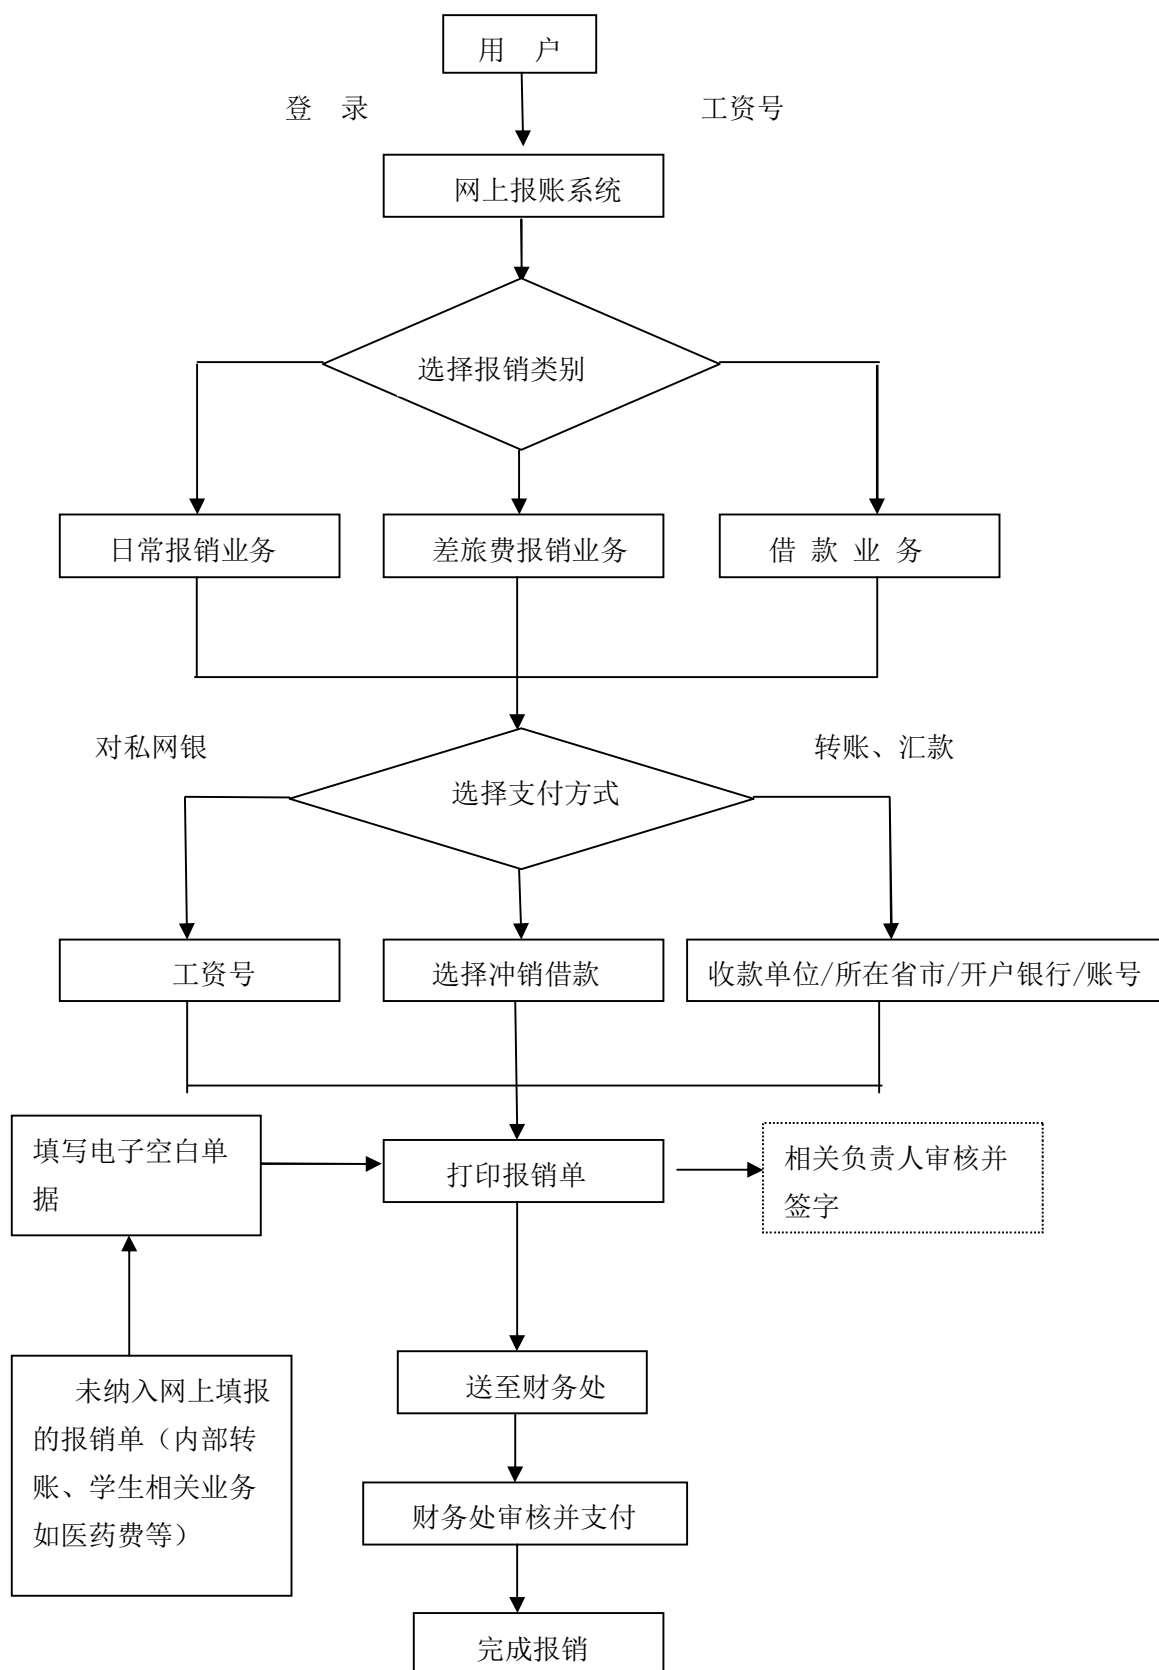 用 户
登 录
工资号
网上报账系统
选择报销类别
日常报销业务
差旅费报销业务
借 款 业 务
对私网银
转账、汇款
选择支付方式
工资号
选择冲销借款
收款单位/所在省市/开户银行/账号
填写电子空白单
据
打印报销单
相关负责人审核并
签字
送至财务处
未纳入网上填报
的报销单（内部转
账、学生相关业务
如医药费等）
财务处审核并支付
完成报销